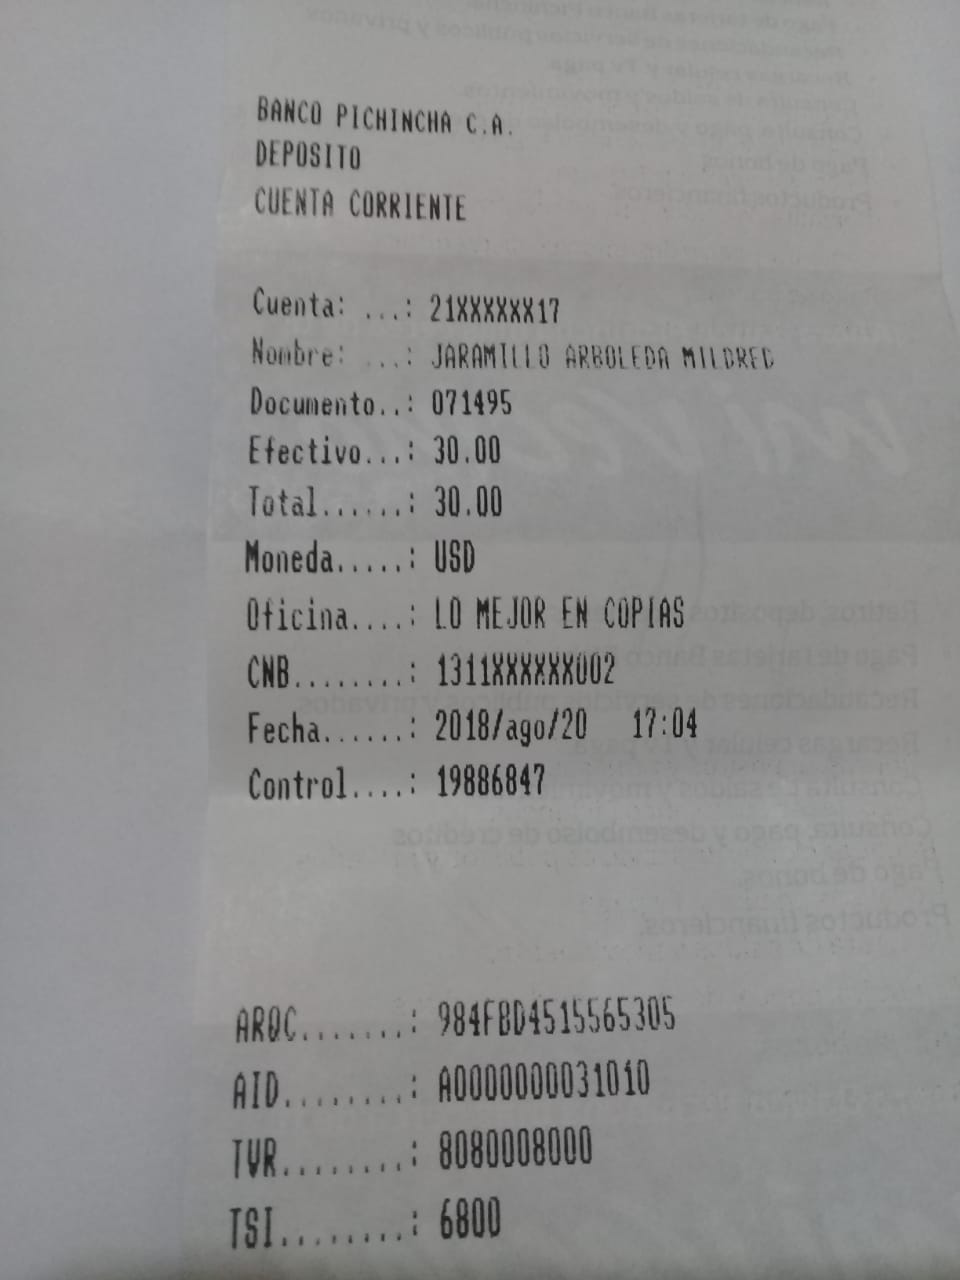 BANCO PICHINCHA C.A.
DEPOSITO
CUENTA CORRIENTE
Cuenta: ...: 21XXXXXX17
Nombre: ...: JARAMILLO ARBOLEDA MILDRED
Documento..: 071495
Efectivo...: 30.00
Total......: 30.00
Moneda.....: USD
Oficina....: LO MEJOR EN COPIAS
CNB........: 1311XXXXXX002
Fecha......: 2018/ago/20 17:04
Control....: 19886847
ARQC.......: 984FBD4515565305
AID........: A0000000031010
TVR........: 8080008000
TSI........: 6800